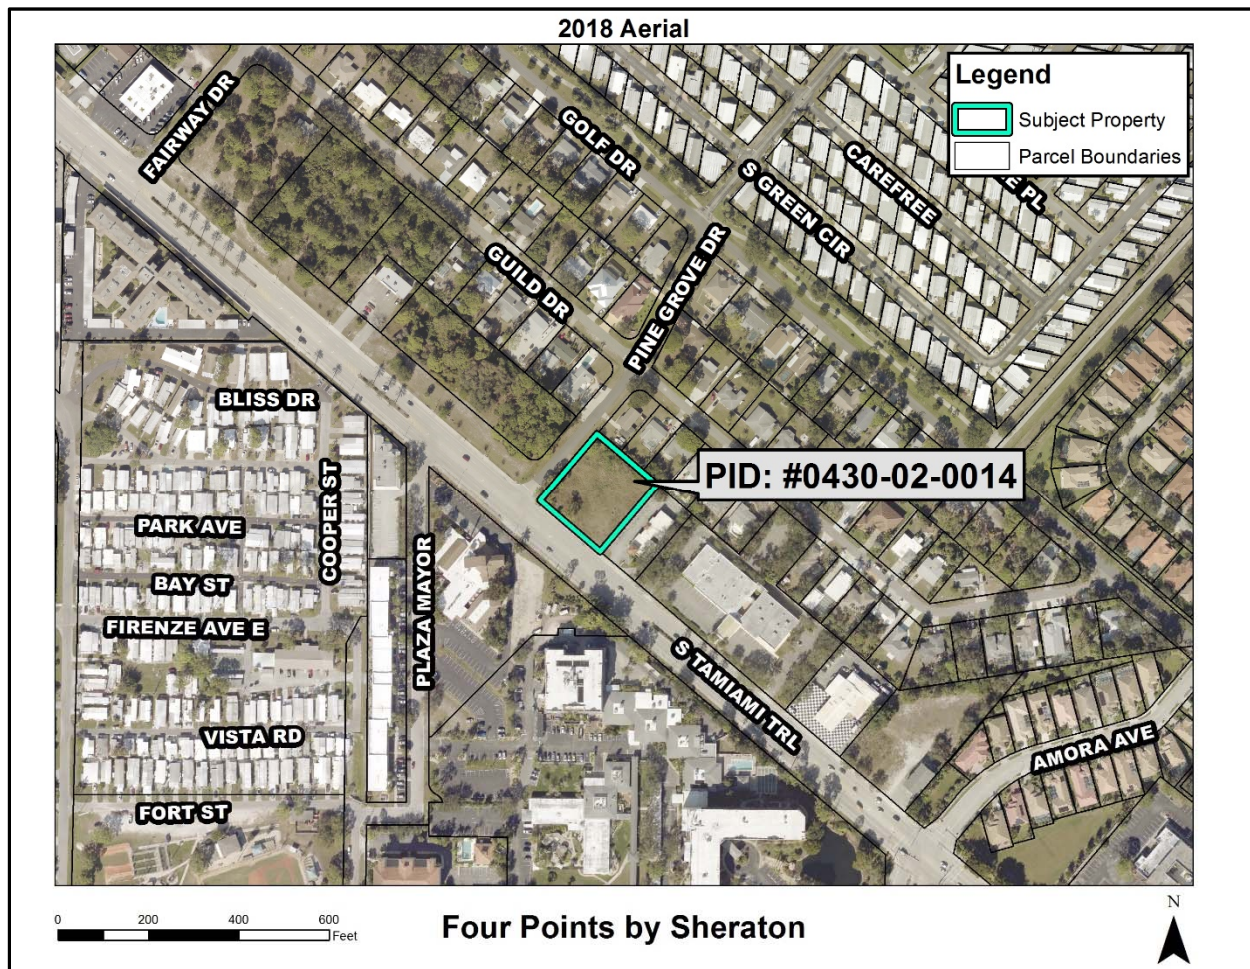 2018 Aerial
Legend
Subject Property
Parcel Boundaries
FAIRWAY DR
GOLF DR
S GREEN CIR
CAREFREE
E PL
GUILD DR
PINE GROVE DR
BLISS DR
COOPER ST
PID: #0430-02-0014
PARK AVE
BAY ST
PLAZA MAYOR
FIRENZE AVE E
S TAMIAMI TRL
VISTA RD
AMORA AVE
FORT ST
0 200 400 600
Feet
Four Points by Sheraton
N